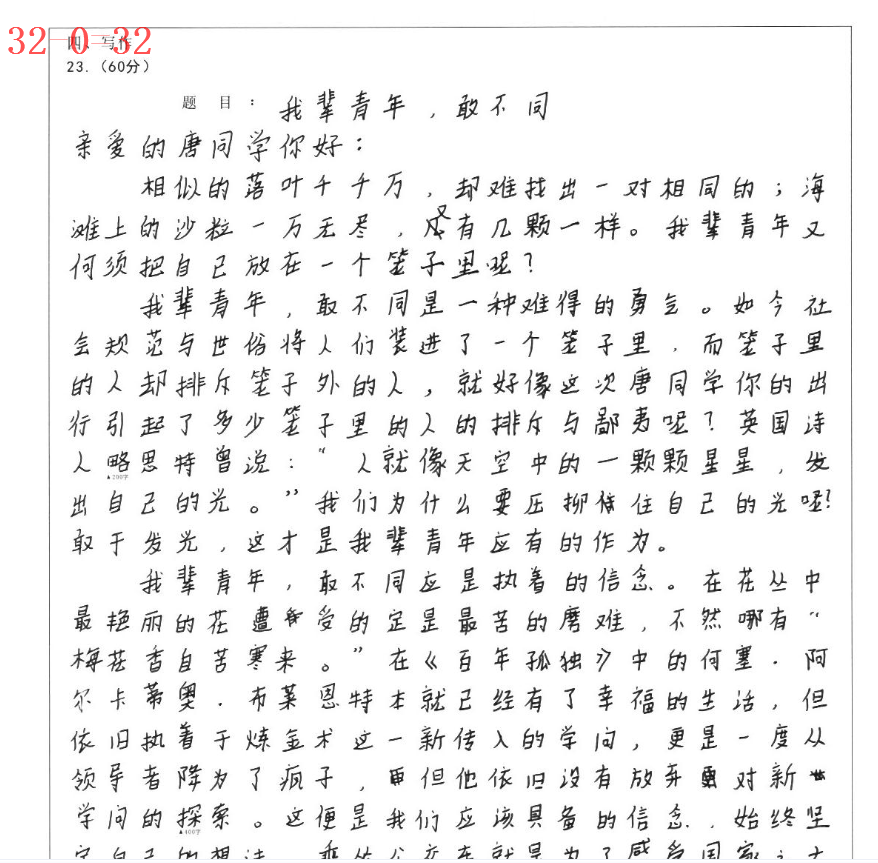 32 0 32
四、写作
23.（60分）
题 目： 我辈青年，敢不同
亲爱的唐同学你好：
相似的落叶千千万，却难找出一对相同的；海
滩上的沙粒一万无尽，又有几颗一样。我辈青年又
何须把自己放在一个笼子里呢？
我辈青年，敢不同是一种难得的勇气。如今社
会规范与世俗将人们装进了一个笼子里，而笼子里
的人却排斥笼子外的人，就好像这次唐同学你的出
行引起了多少笼子里的人的排斥与鄙夷呢？英国诗
人略思特曾说：“人就像天空中的一颗颗星星，发
▲200字
出自己的光。”我们为什么要压抑住自己的光呢？
敢于发光，这才是我辈青年应有的作为。
我辈青年，敢不同应是执着的信念。在花丛中
最艳丽的花遭受的定是最苦的磨难，不然哪有“
梅花香自苦寒来。”在《百年孤独》中的何塞·阿
尔卡蒂奥·布莱恩特本就已经有了幸福的生活，但
依旧执着于炼金术这一新传入的学问，更是一度从
领导者降为了疯子，但他依旧没有放弃对新
学问的探索。这便是我们应该具备的信念，始终坚
▲400字
定自己的想法